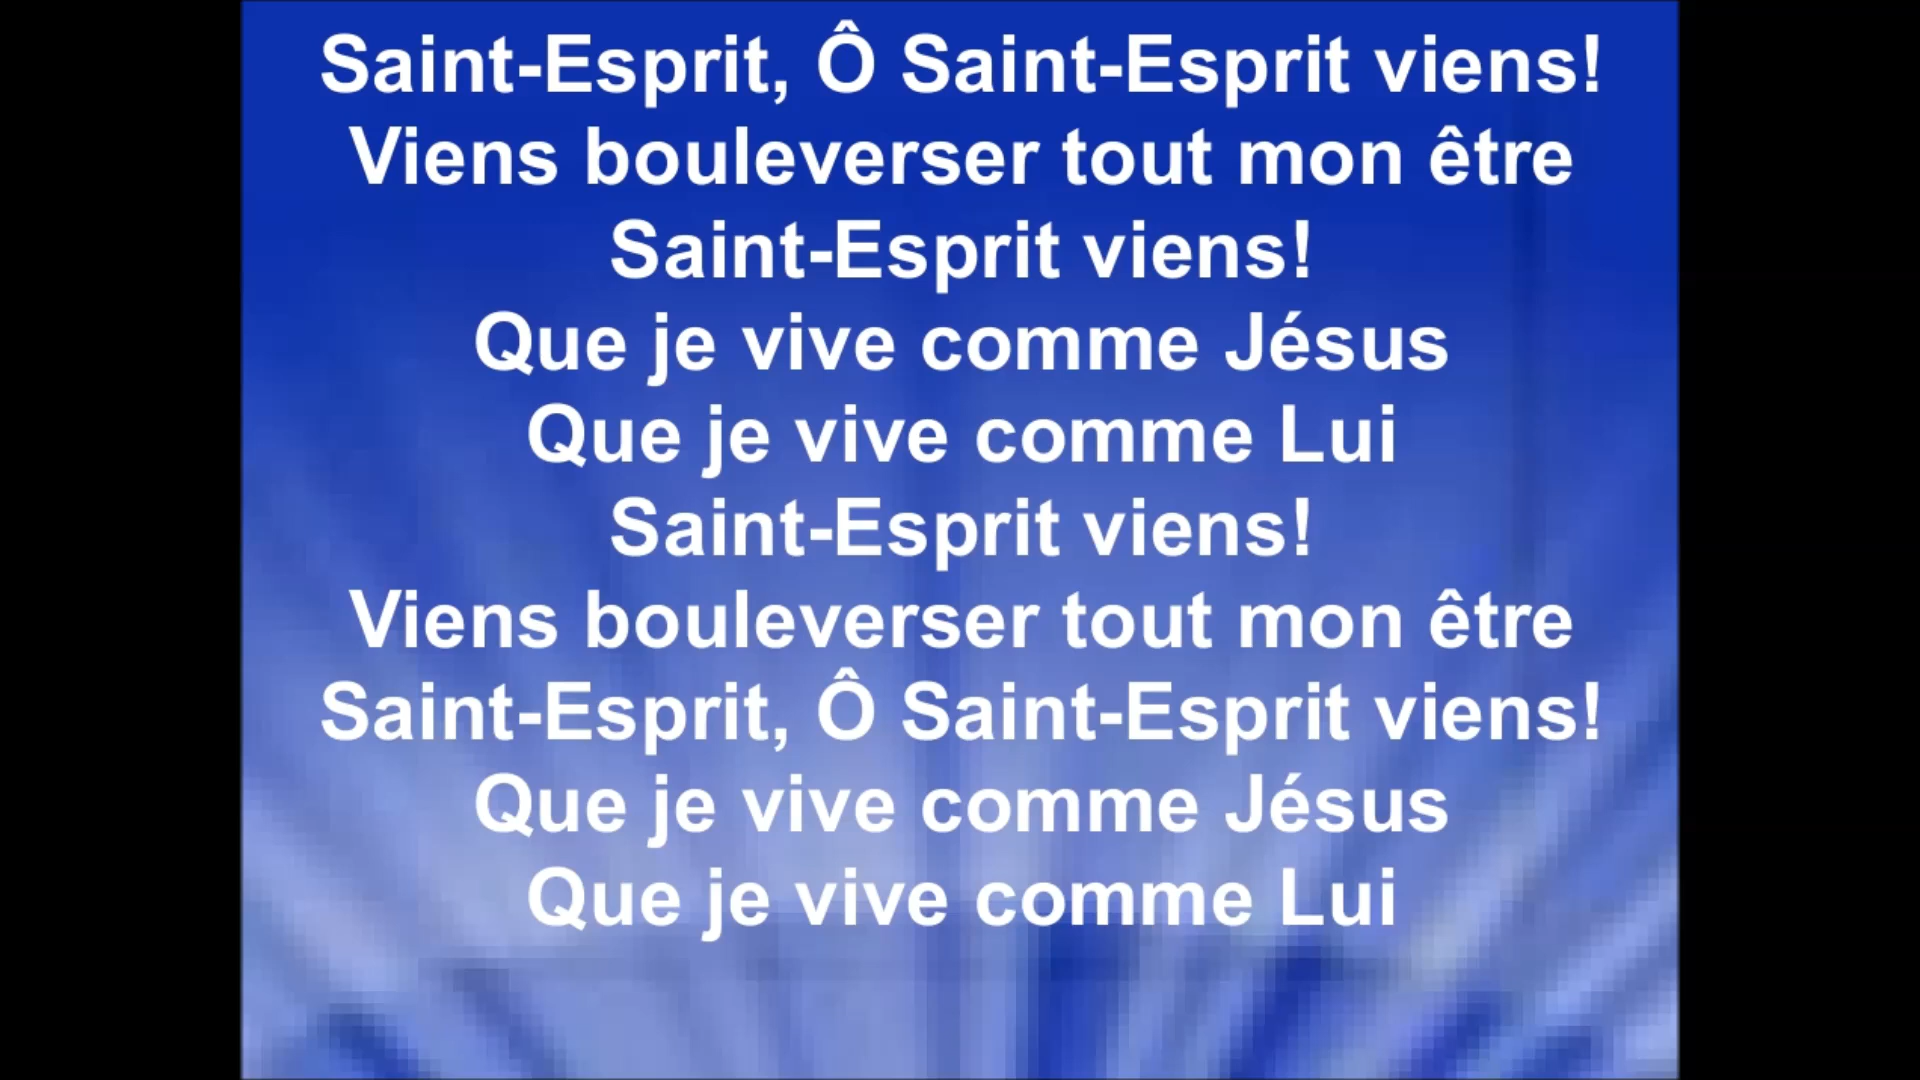 Saint-Esprit, Ô Saint-Esprit viens!
Viens bouleverser tout mon être
Saint-Esprit viens!
Que je vive comme Jésus
Que je vive comme Lui
Saint-Esprit viens!
Viens bouleverser tout mon être
Saint-Esprit, Ô Saint-Esprit viens!
Que je vive comme Jésus
Que je vive comme Lui